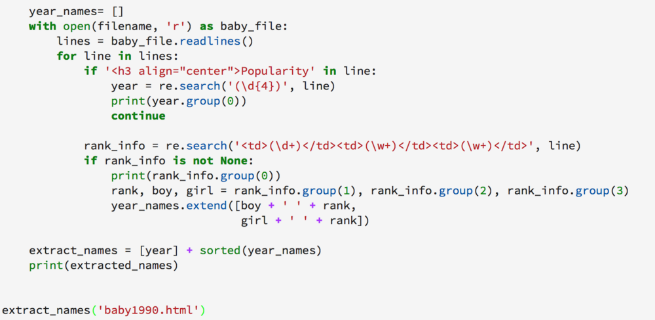 year_names= []
with open(filename, 'r') as baby_file:
lines = baby_file.readlines()
for line in lines:
if '<h3 align="center">Popularity' in line:
year = re.search('(\d{4})', line)
print(year.group(0))
continue
rank_info = re.search('<td>(\d+)</td><td>(\w+)</td><td>(\w+)</td>', line)
if rank_info is not None:
print(rank_info.group(0))
rank, boy, girl = rank_info.group(1), rank_info.group(2), rank_info.group(3)
year_names.extend([boy + ' ' + rank,
girl + ' ' + rank])
extract_names = [year] + sorted(year_names)
print(extracted_names)
extract_names('baby1990.html')